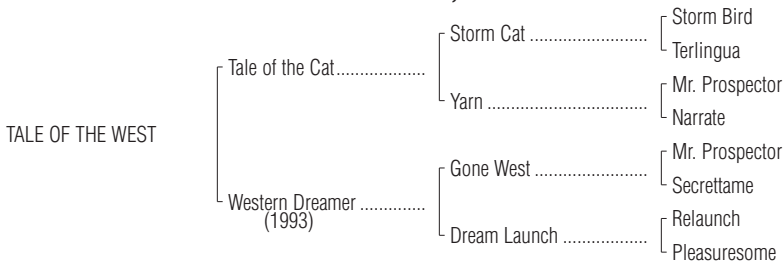 Storm Bird
Storm Cat ........................
Terlingua
Tale of the Cat...................
Mr. Prospector
Yarn .................................
Narrate
TALE OF THE WEST
Mr. Prospector
Gone West .......................
Secrettame
Western Dreamer ..............
(1993)
Relaunch
Dream Launch .................
Pleasuresome